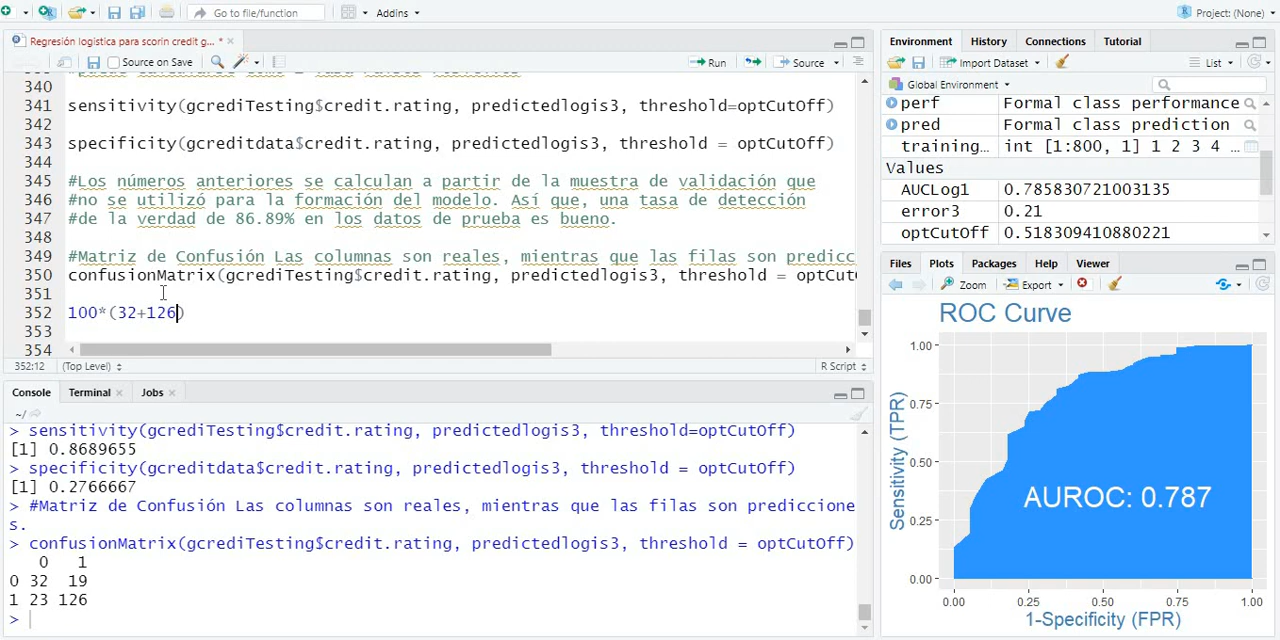 Go to file/function
Addins
Project: (None)
Regresión logística para scorin credit g... *
Source on Save
Run
Source
340
341 sensitivity(gcrediTesting$credit.rating, predictedlogis3, threshold=optCutOff)
342
343 specificity(gcreditdata$credit.rating, predictedlogis3, threshold = optCutOff)
344
345 #Los números anteriores se calculan a partir de la muestra de validación que
346 #no se utilizó para la formación del modelo. Así que, una tasa de detección
347 #de la verdad de 86.89% en los datos de prueba es bueno.
348
349 #Matriz de Confusión Las columnas son reales, mientras que las filas son predicc
350 confusionMatrix(gcrediTesting$credit.rating, predictedlogis3, threshold = optCut
351
352 100*(32+126)
353
354
352:12 (Top Level) R Script
Console Terminal Jobs
~/
> sensitivity(gcrediTesting$credit.rating, predictedlogis3, threshold=optCutOff)
[1] 0.8689655
> specificity(gcreditdata$credit.rating, predictedlogis3, threshold = optCutOff)
[1] 0.2766667
> #Matriz de Confusión Las columnas son reales, mientras que las filas son prediccione
s.
> confusionMatrix(gcrediTesting$credit.rating, predictedlogis3, threshold = optCutOff)
0 1
0 32 19
1 23 126
>
Environment History Connections Tutorial
Import Dataset List
Global Environment
perf Formal class performance
pred Formal class prediction
training... int [1:800, 1] 1 2 3 4 ...
Values
AUCLog1 0.785830721003135
error3 0.21
optCutOff 0.518309410880221
Files Plots Packages Help Viewer
Zoom Export
ROC Curve
1.00
0.75
0.50
0.25
0.00
Sensitivity (TPR)
AUROC: 0.787
0.00 0.25 0.50 0.75 1.00
1-Specificity (FPR)